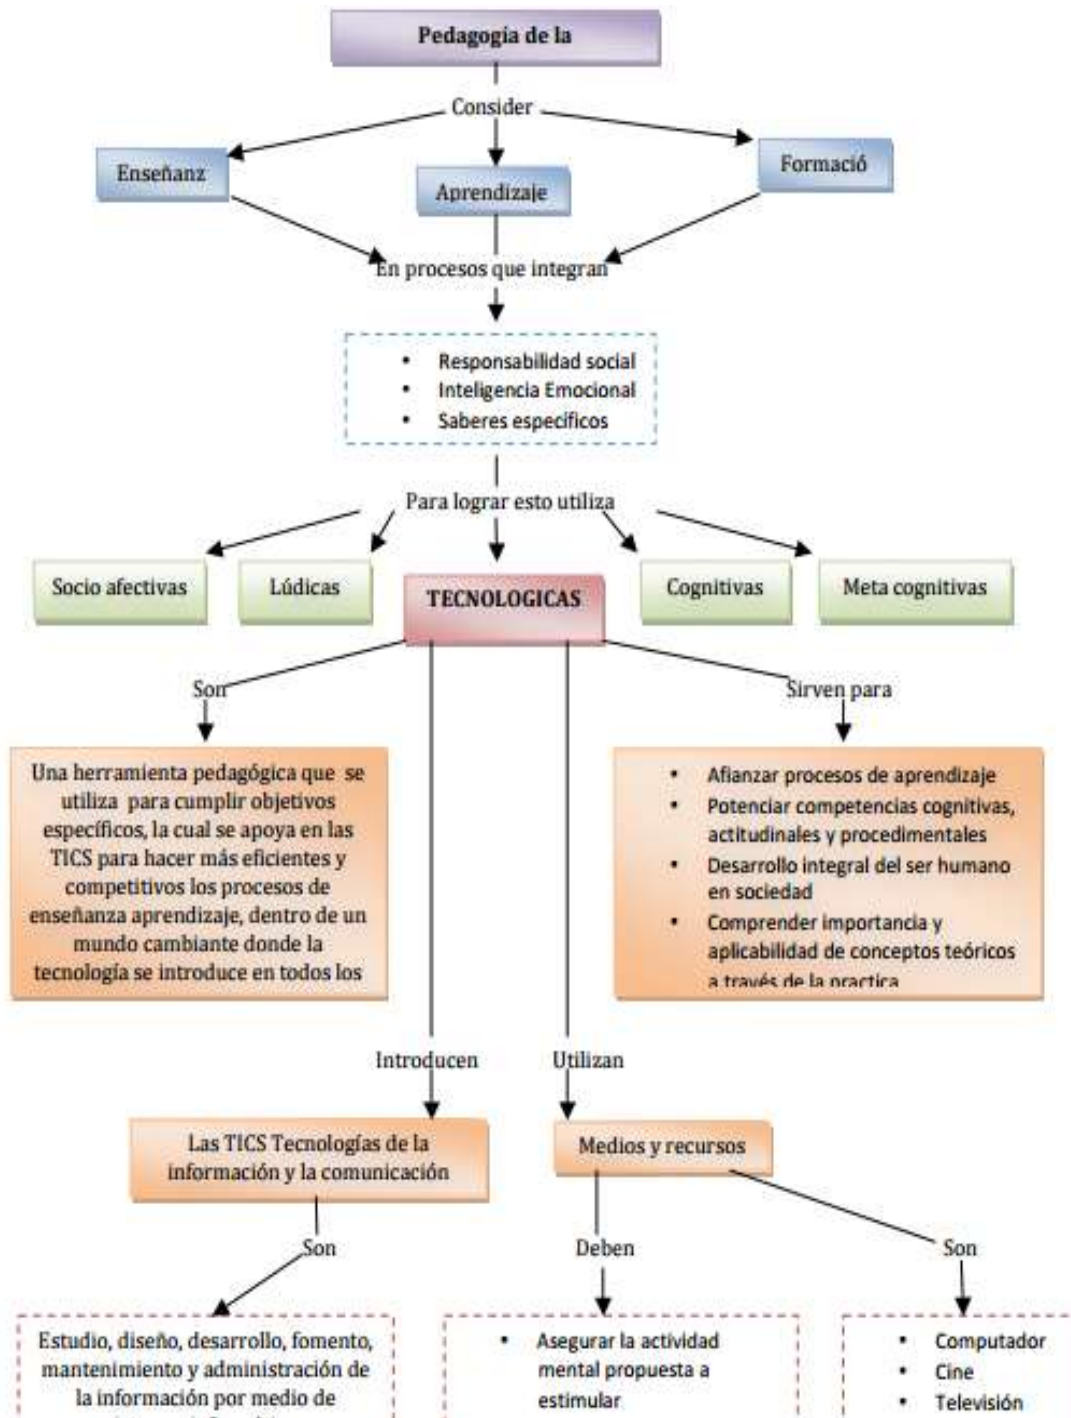 Pedagogía de la
Consider
Enseñanz
Aprendizaje
Formació
En procesos que integran
• Responsabilidad social
• Inteligencia Emocional
• Saberes específicos
Para lograr esto utiliza
Socio afectivas
Lúdicas
TECNOLOGICAS
Cognitivas
Meta cognitivas
Son
Sirven para
Una herramienta pedagógica que se
utiliza para cumplir objetivos
específicos, la cual se apoya en las
TICS para hacer más eficientes y
competitivos los procesos de
enseñanza aprendizaje, dentro de un
mundo cambiante donde la
tecnología se introduce en todos los
• Afianzar procesos de aprendizaje
• Potenciar competencias cognitivas,
actitudinales y procedimentales
• Desarrollo integral del ser humano
en sociedad
• Comprender importancia y
aplicabilidad de conceptos teóricos
a través de la practica
Introducen
Utilizan
Las TICS Tecnologías de la
información y la comunicación
Medios y recursos
Son
Deben
Son
Estudio, diseño, desarrollo, fomento,
mantenimiento y administración de
la información por medio de
• Asegurar la actividad
mental propuesta a
estimular
• Computador
• Cine
• Televisión